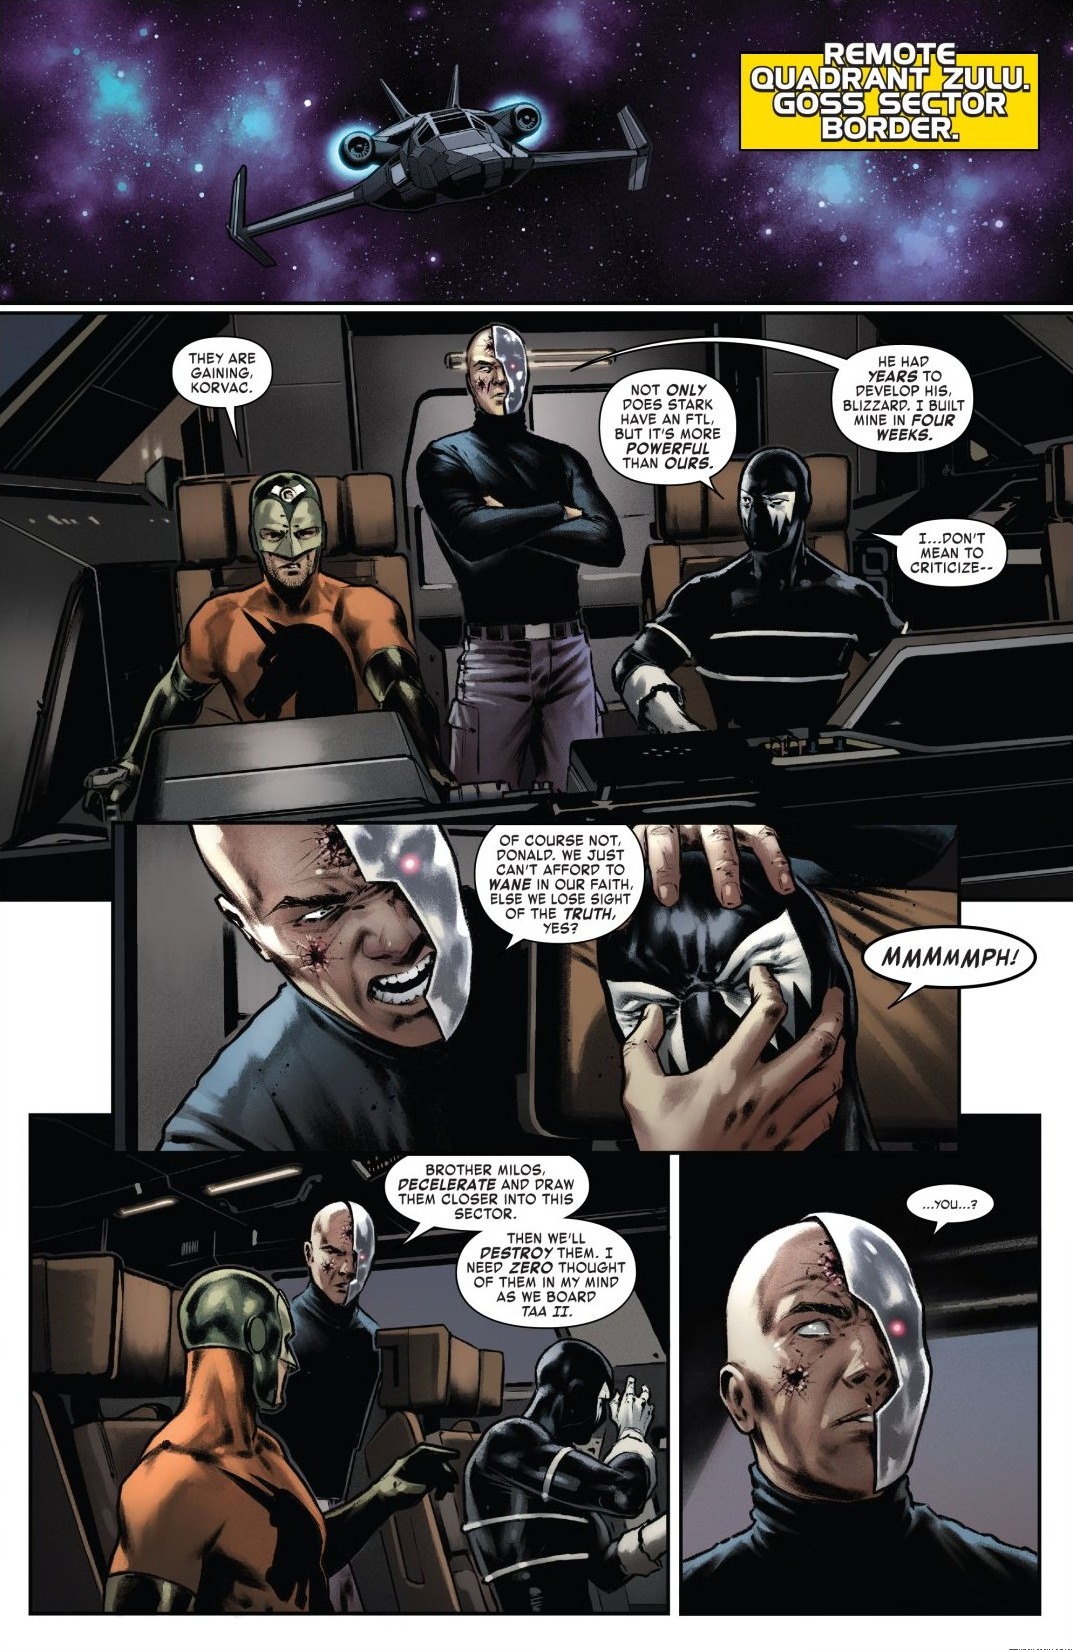 REMOTE
QUADRANT ZULU.
GOSS SECTOR
BORDER.
THEY ARE
GAINING,
KORVAC.
NOT ONLY
DOES STARK
HAVE AN FTL,
BUT IT'S MORE
POWERFUL
THAN OURS.
HE HAD
YEARS TO
DEVELOP HIS,
BLIZZARD. I BUILT
MINE IN FOUR
WEEKS.
I...DON'T
MEAN TO
CRITICIZE--
OF COURSE NOT,
DONALD. WE JUST
CAN'T AFFORD TO
WANE IN OUR FAITH,
ELSE WE LOSE SIGHT
OF THE TRUTH,
YES?
MMMMMPH!
BROTHER MILOS,
DECELERATE AND DRAW
THEM CLOSER INTO THIS
SECTOR.
THEN WE'LL
DESTROY THEM. I
NEED ZERO THOUGHT
OF THEM IN MY MIND
AS WE BOARD
TAA II.
...YOU...?